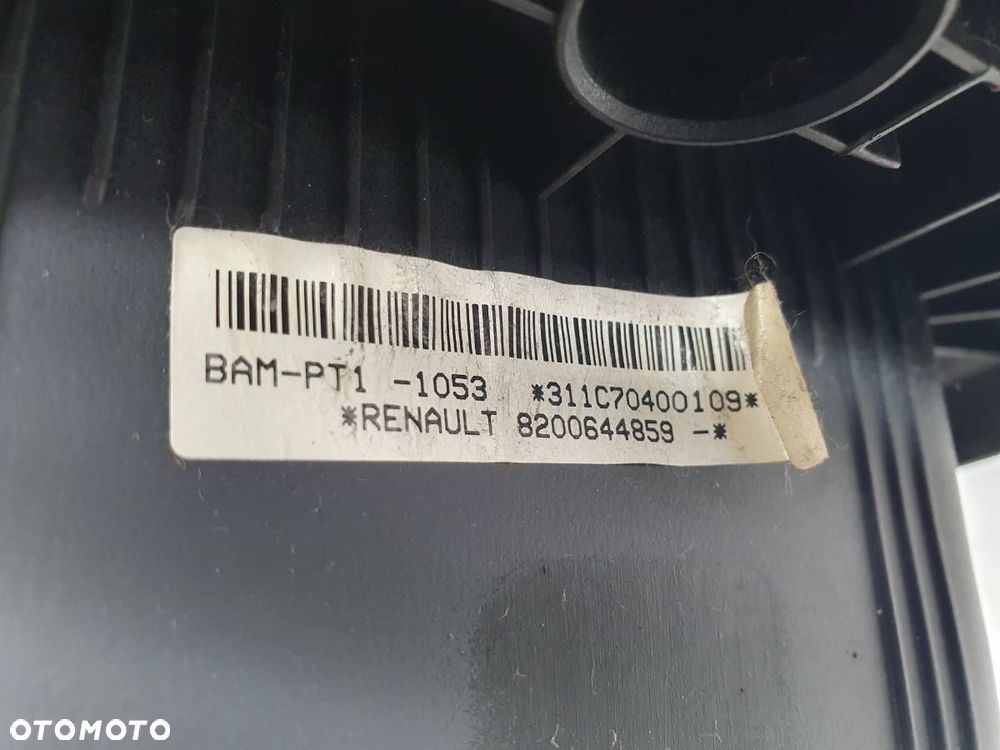 BAM-PT1 -1053 *311C70400109*
*RENAULT 8200644859 -*
OTOMOTO